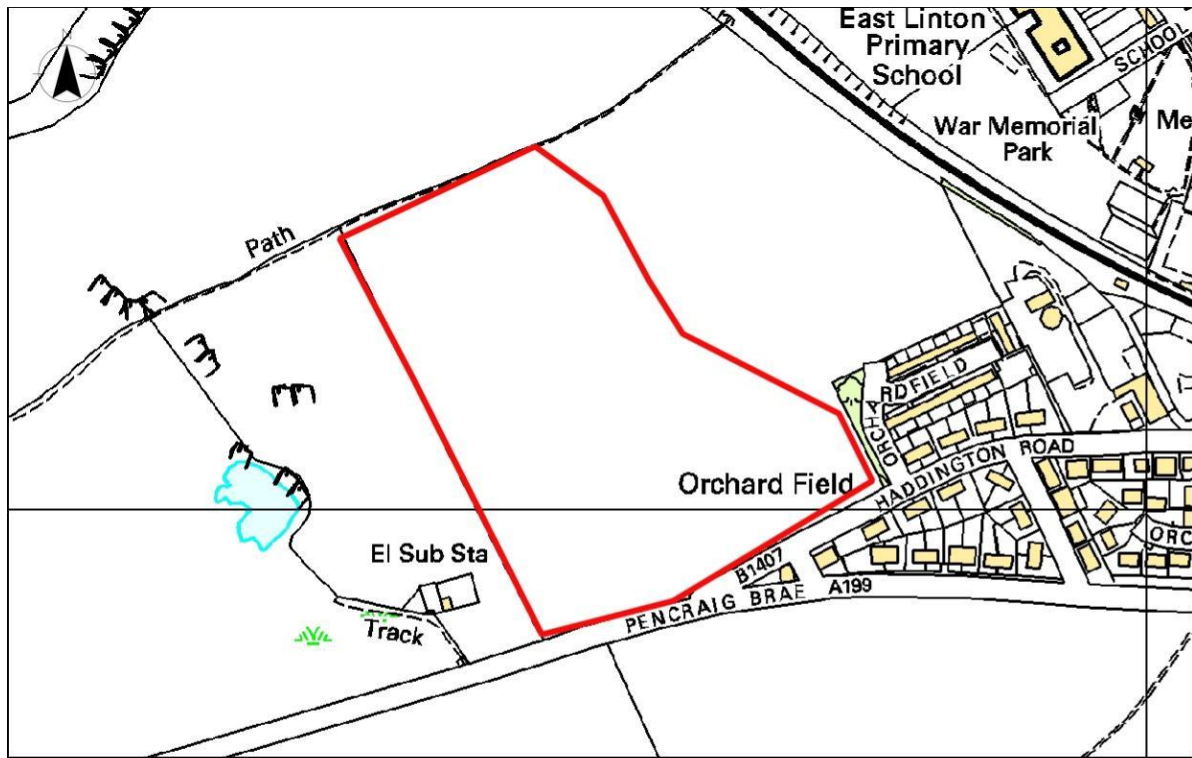 N
East Linton
Primary
School
SCHOOL
War Memorial
Park
Me
Path
ORCHARDFIELD
Orchard Field
HADDINGTON ROAD
ORC
El Sub Sta
B1407
PENCRAIG BRAE A199
Track